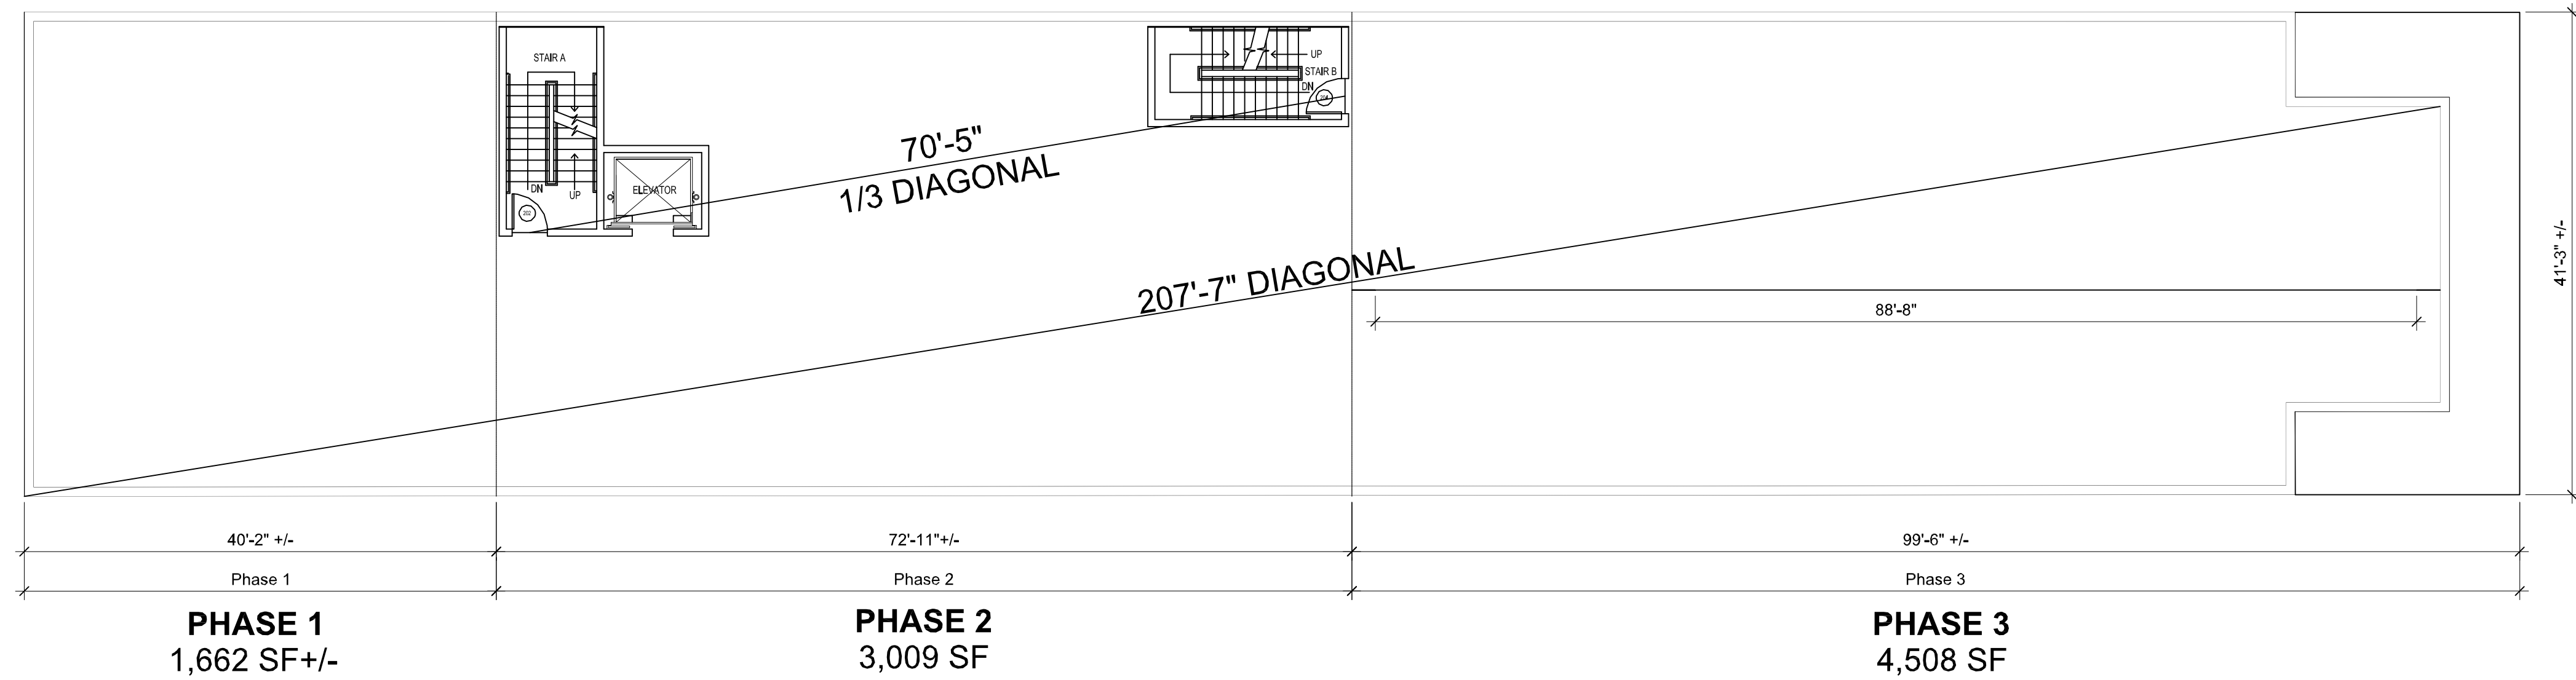 STAIR A
DN
UP
202
ELEVATOR
UP
STAIR B
DN
70'-5"
1/3 DIAGONAL
207'-7" DIAGONAL
88'-8"
41'-3" +/-
40'-2" +/-
72'-11"+/-
99'-6" +/-
Phase 1
Phase 2
Phase 3
PHASE 1
1,662 SF+/-
PHASE 2
3,009 SF
PHASE 3
4,508 SF